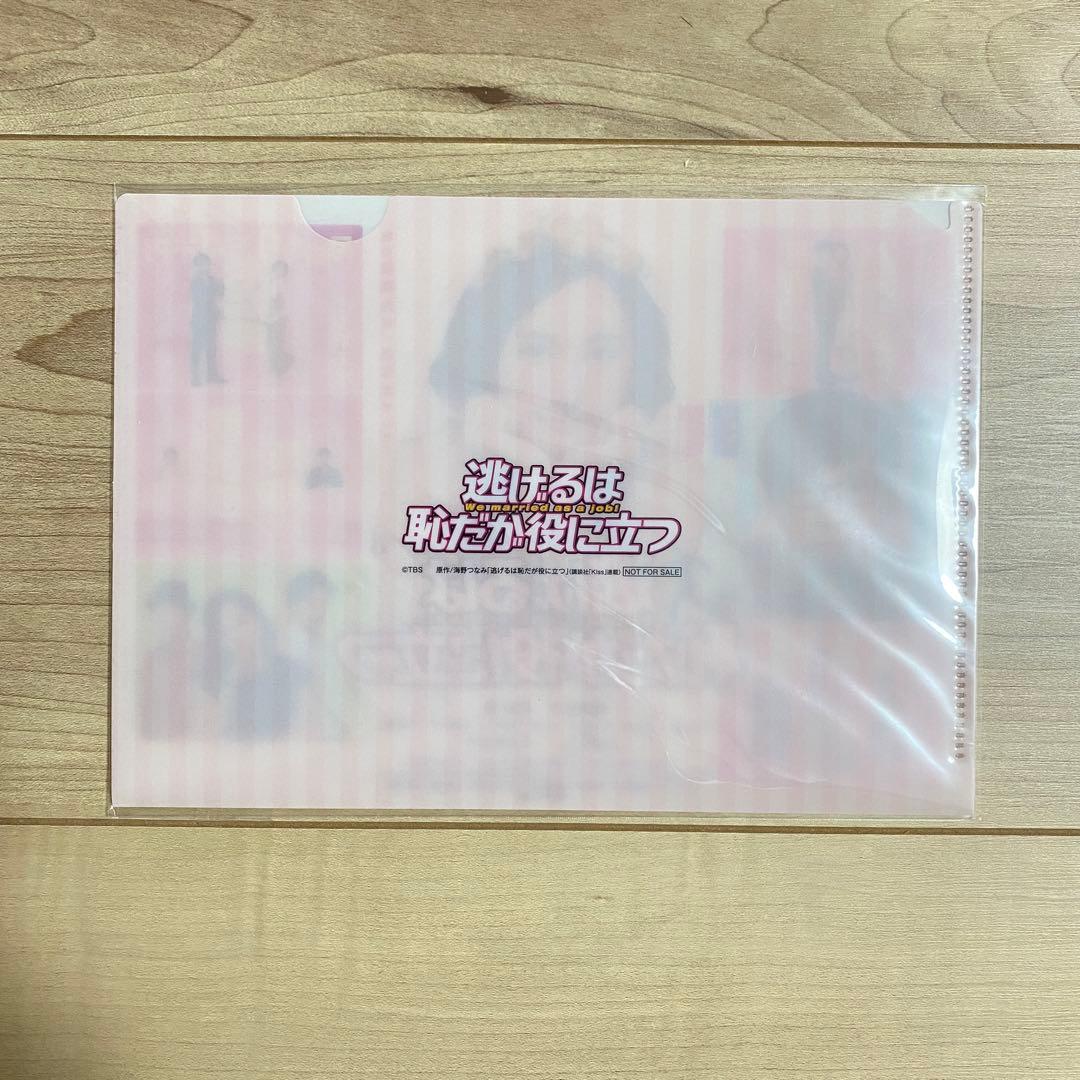 逃げるは
We married as a job!
恥だが役に立つ
©TBS 原作/海野つなみ「逃げるは恥だが役に立つ」(講談社「Kiss」連載) NOT FOR SALE